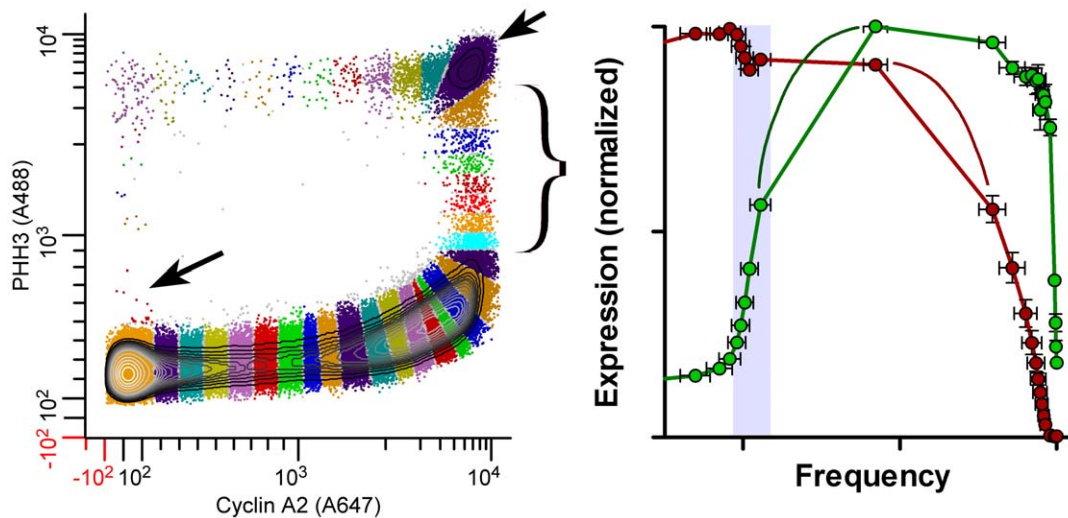 10⁴
10³
10²
-10²
PHH3 (A488)
-10² 10² 10³ 10⁴
Cyclin A2 (A647)
Expression (normalized)
Frequency